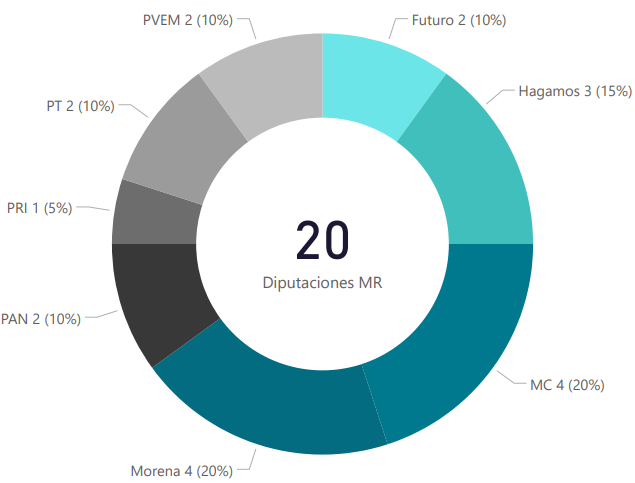 PVEM 2 (10%)
Futuro 2 (10%)
Hagamos 3 (15%)
PT 2 (10%)
PRI 1 (5%)
20
Diputaciones MR
PAN 2 (10%)
MC 4 (20%)
Morena 4 (20%)